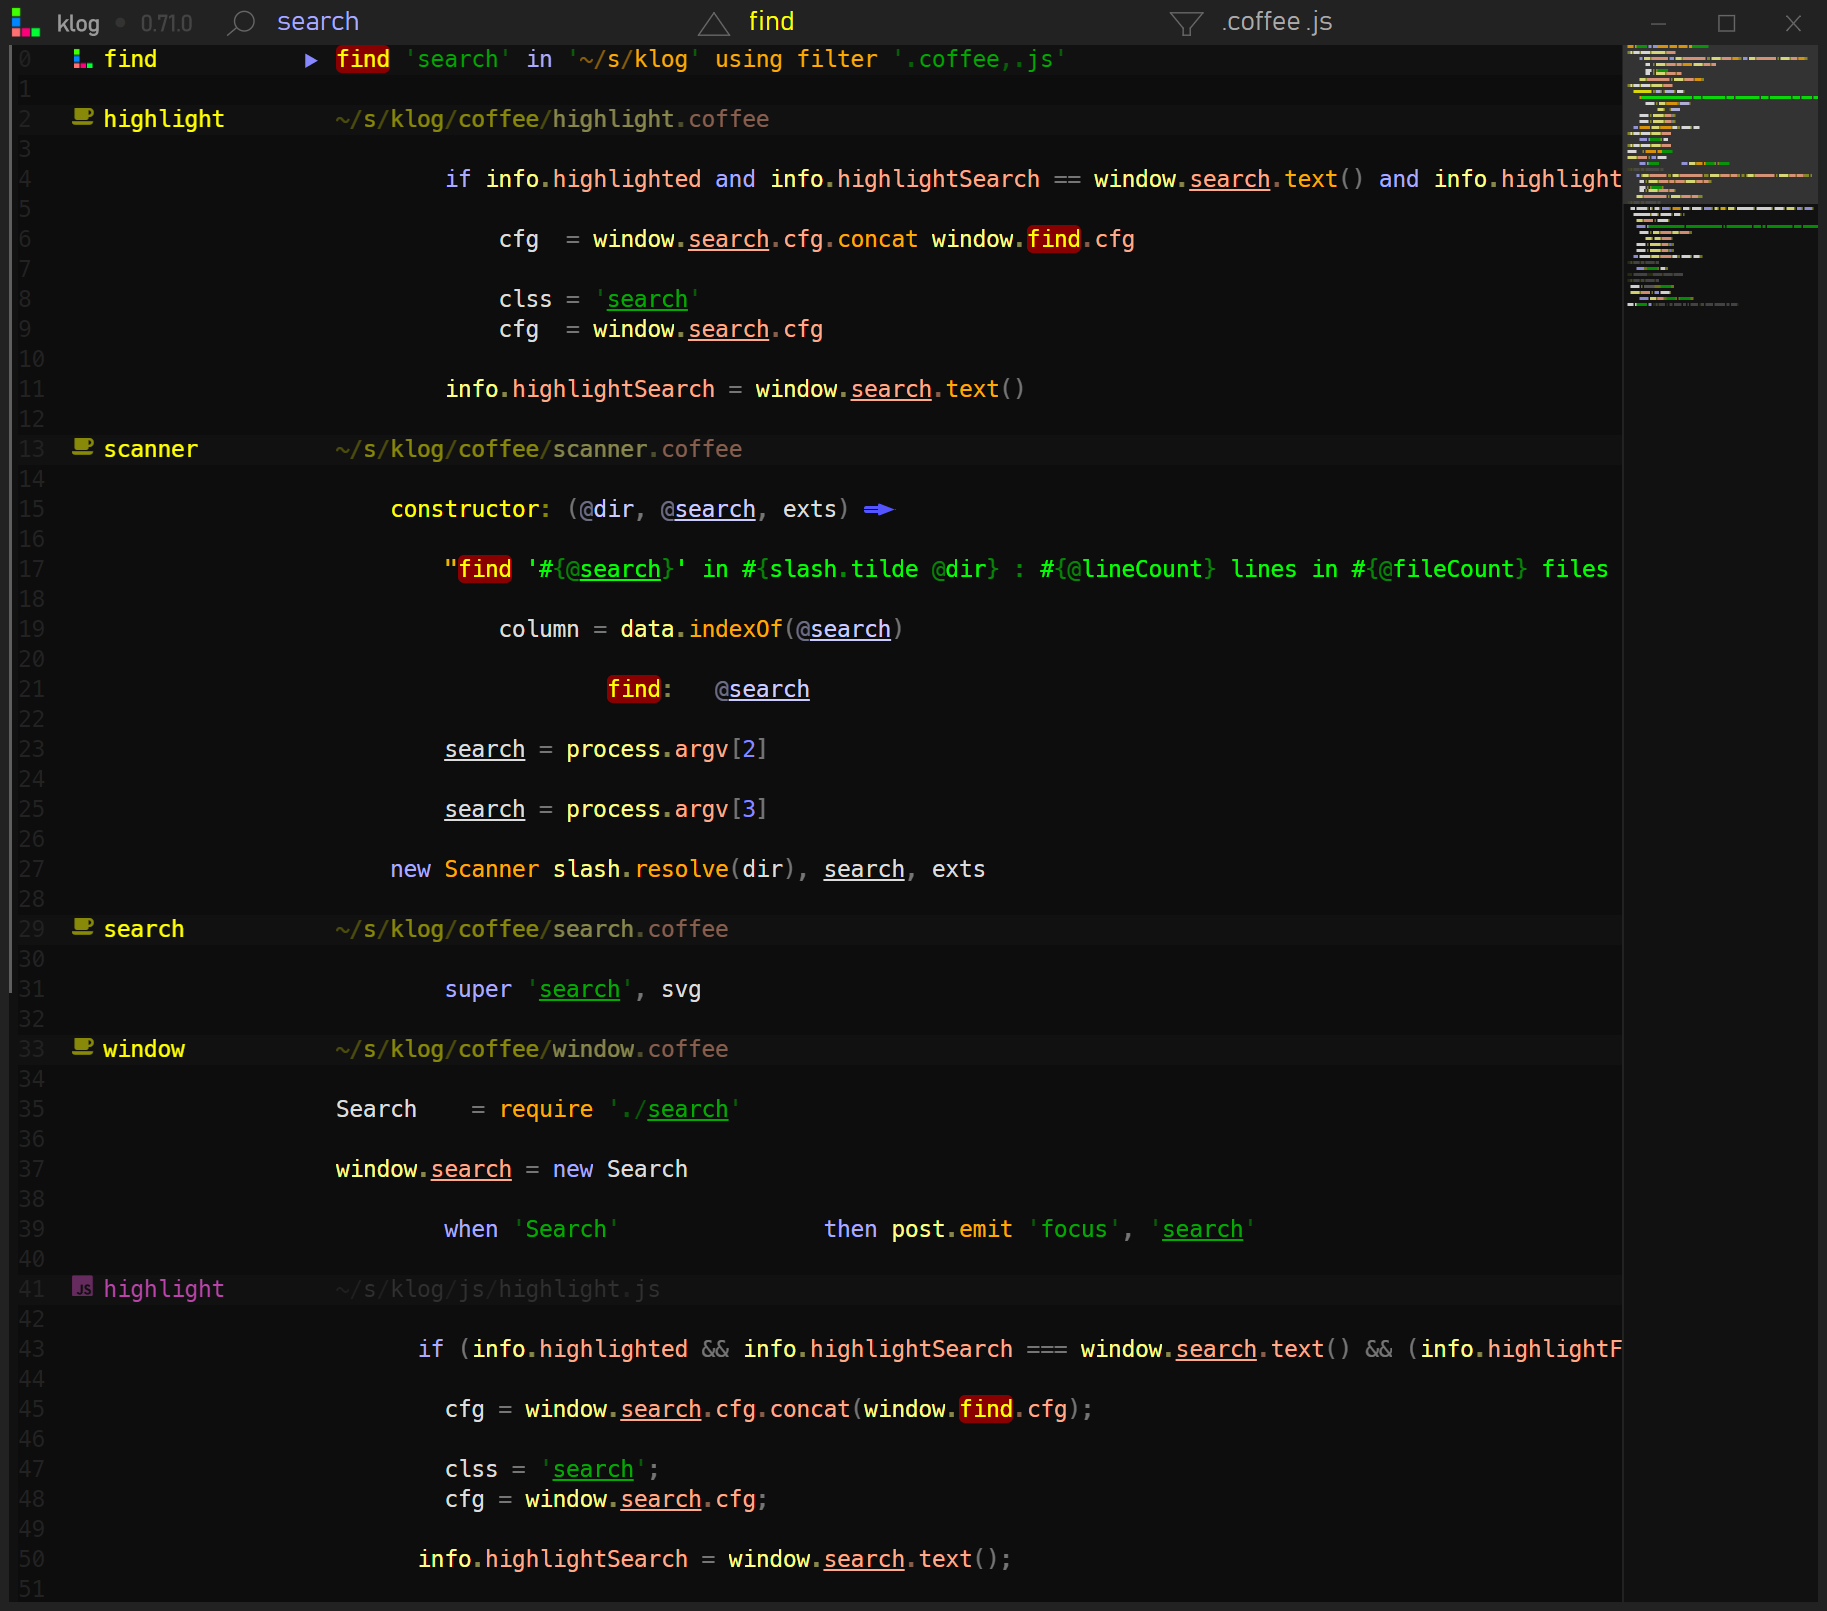 klog ● 0.71.0 search find .coffee .js
0 find ▶ find 'search' in '~/s/klog' using filter '.coffee,.js'
1
2 highlight ~/s/klog/coffee/highlight.coffee
3
4 if info.highlighted and info.highlightSearch == window.search.text() and info.highlight
5
6 cfg = window.search.cfg.concat window.find.cfg
7
8 clss = 'search'
9 cfg = window.search.cfg
10
11 info.highlightSearch = window.search.text()
12
13 scanner ~/s/klog/coffee/scanner.coffee
14
15 constructor: (@dir, @search, exts) =>
16
17 "find '#{@search}' in #{slash.tilde @dir} : #{@lineCount} lines in #{@fileCount} files
18
19 column = data.indexOf(@search)
20
21 find: @search
22
23 search = process.argv[2]
24
25 search = process.argv[3]
26
27 new Scanner slash.resolve(dir), search, exts
28
29 search ~/s/klog/coffee/search.coffee
30
31 super 'search', svg
32
33 window ~/s/klog/coffee/window.coffee
34
35 Search = require './search'
36
37 window.search = new Search
38
39 when 'Search' then post.emit 'focus', 'search'
40
41 JS highlight ~/s/klog/js/highlight.js
42
43 if (info.highlighted && info.highlightSearch === window.search.text() && (info.highlightF
44
45 cfg = window.search.cfg.concat(window.find.cfg);
46
47 clss = 'search';
48 cfg = window.search.cfg;
49
50 info.highlightSearch = window.search.text();
51